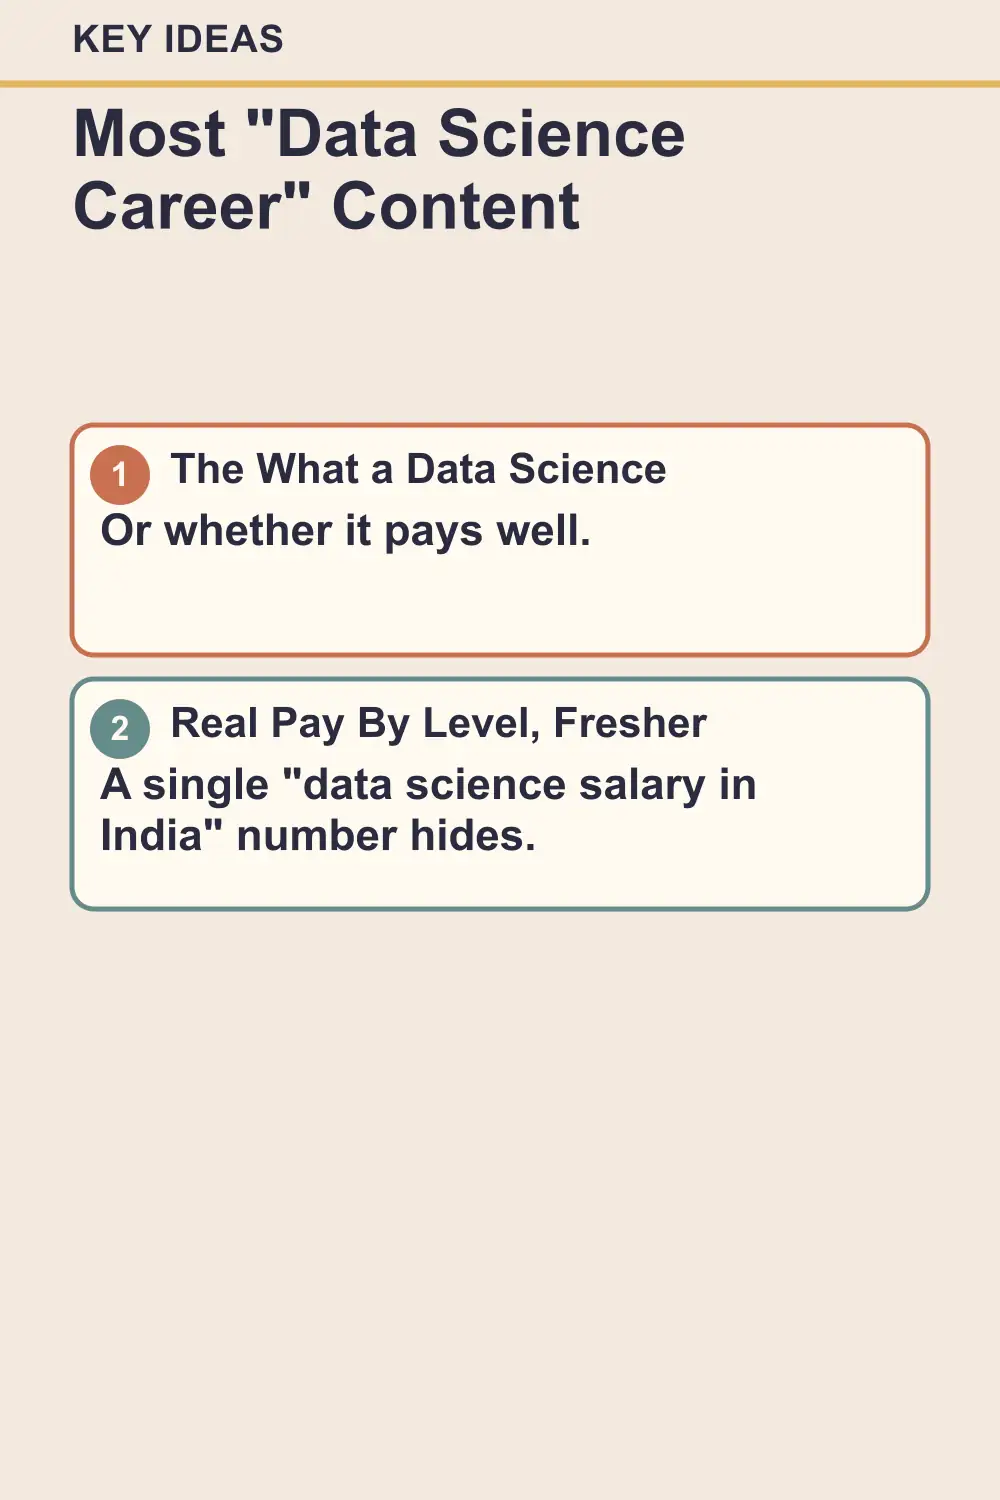 KEY IDEAS
Most "Data Science
Career" Content
1 The What a Data Science
Or whether it pays well.
2 Real Pay By Level, Fresher
A single "data science salary in
India" number hides.